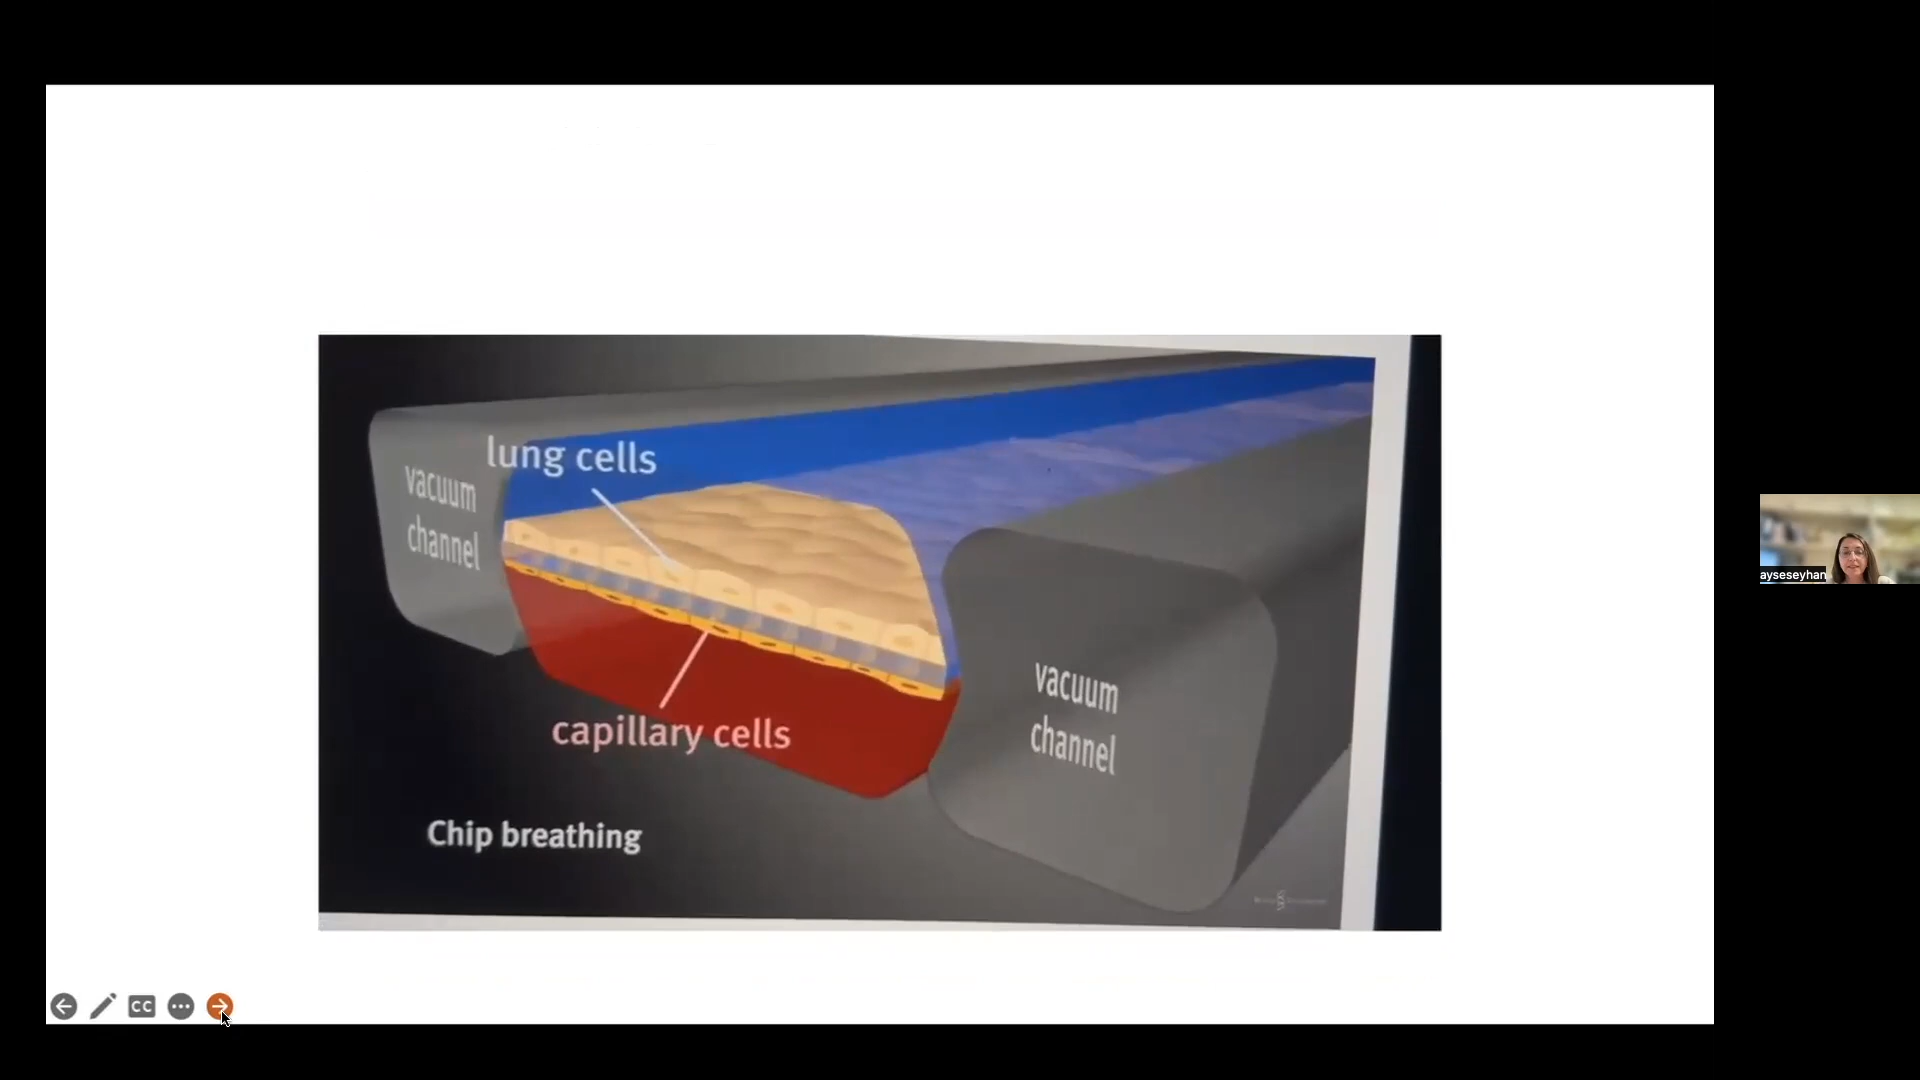 lung cells
vacuum
channel
capillary cells
vacuum
channel
Chip breathing
CC
ayseseyhan